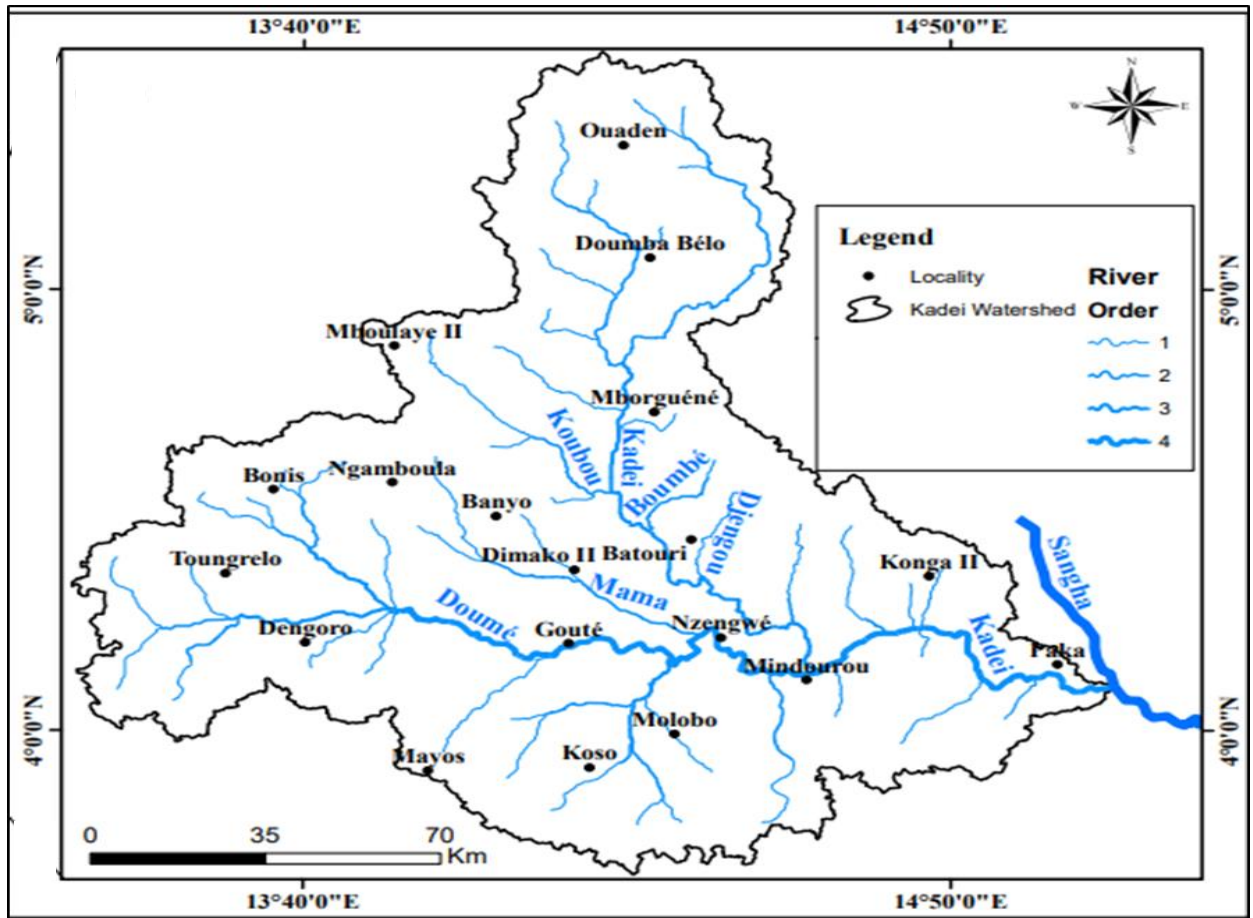 13°40'0"E
14°50'0"E
N
W
E
S
Ouaden
Doumba Bélo
Legend
Locality
Kadei Watershed
River
Order
1
2
3
4
5°0'0"N
5°0'0"N
Mboulaye II
Mborguéné
Koubou
Kadei
Boumbé
Djengou
Bonis
Ngamboula
Banyo
Toungrelo
Dimako II
Batouri
Konga II
Sangha
Mama
Doumé
Dengoro
Gouté
Nzengwé
Kadei
Paka
Mindourou
Molobo
4°0'0"N
4°0'0"N
Mayos
Koso
0
35
70
Km
13°40'0"E
14°50'0"E